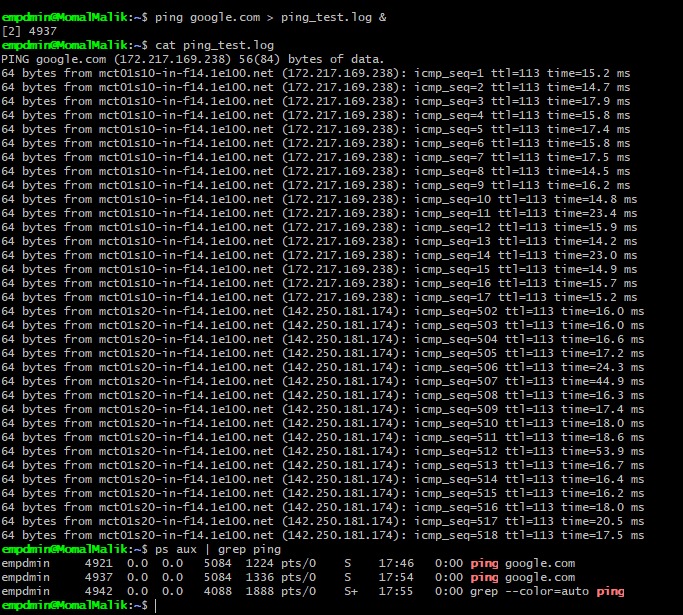 empdmin@MomalMalik:~$ ping google.com > ping_test.log &
[2] 4937
empdmin@MomalMalik:~$ cat ping_test.log
PING google.com (172.217.169.238) 56(84) bytes of data.
64 bytes from mct01s10-in-f14.1e100.net (172.217.169.238): icmp_seq=1 ttl=113 time=15.2 ms
64 bytes from mct01s10-in-f14.1e100.net (172.217.169.238): icmp_seq=2 ttl=113 time=14.7 ms
64 bytes from mct01s10-in-f14.1e100.net (172.217.169.238): icmp_seq=3 ttl=113 time=17.9 ms
64 bytes from mct01s10-in-f14.1e100.net (172.217.169.238): icmp_seq=4 ttl=113 time=15.8 ms
64 bytes from mct01s10-in-f14.1e100.net (172.217.169.238): icmp_seq=5 ttl=113 time=17.4 ms
64 bytes from mct01s10-in-f14.1e100.net (172.217.169.238): icmp_seq=6 ttl=113 time=15.8 ms
64 bytes from mct01s10-in-f14.1e100.net (172.217.169.238): icmp_seq=7 ttl=113 time=17.5 ms
64 bytes from mct01s10-in-f14.1e100.net (172.217.169.238): icmp_seq=8 ttl=113 time=14.5 ms
64 bytes from mct01s10-in-f14.1e100.net (172.217.169.238): icmp_seq=9 ttl=113 time=16.2 ms
64 bytes from mct01s10-in-f14.1e100.net (172.217.169.238): icmp_seq=10 ttl=113 time=14.8 ms
64 bytes from mct01s10-in-f14.1e100.net (172.217.169.238): icmp_seq=11 ttl=113 time=23.4 ms
64 bytes from mct01s10-in-f14.1e100.net (172.217.169.238): icmp_seq=12 ttl=113 time=15.9 ms
64 bytes from mct01s10-in-f14.1e100.net (172.217.169.238): icmp_seq=13 ttl=113 time=14.2 ms
64 bytes from mct01s10-in-f14.1e100.net (172.217.169.238): icmp_seq=14 ttl=113 time=23.0 ms
64 bytes from mct01s10-in-f14.1e100.net (172.217.169.238): icmp_seq=15 ttl=113 time=14.9 ms
64 bytes from mct01s10-in-f14.1e100.net (172.217.169.238): icmp_seq=16 ttl=113 time=15.7 ms
64 bytes from mct01s10-in-f14.1e100.net (172.217.169.238): icmp_seq=17 ttl=113 time=15.2 ms
64 bytes from mct01s20-in-f14.1e100.net (142.250.181.174): icmp_seq=502 ttl=113 time=16.0 ms
64 bytes from mct01s20-in-f14.1e100.net (142.250.181.174): icmp_seq=503 ttl=113 time=16.0 ms
64 bytes from mct01s20-in-f14.1e100.net (142.250.181.174): icmp_seq=504 ttl=113 time=16.6 ms
64 bytes from mct01s20-in-f14.1e100.net (142.250.181.174): icmp_seq=505 ttl=113 time=17.2 ms
64 bytes from mct01s20-in-f14.1e100.net (142.250.181.174): icmp_seq=506 ttl=113 time=24.3 ms
64 bytes from mct01s20-in-f14.1e100.net (142.250.181.174): icmp_seq=507 ttl=113 time=44.9 ms
64 bytes from mct01s20-in-f14.1e100.net (142.250.181.174): icmp_seq=508 ttl=113 time=16.3 ms
64 bytes from mct01s20-in-f14.1e100.net (142.250.181.174): icmp_seq=509 ttl=113 time=17.4 ms
64 bytes from mct01s20-in-f14.1e100.net (142.250.181.174): icmp_seq=510 ttl=113 time=18.0 ms
64 bytes from mct01s20-in-f14.1e100.net (142.250.181.174): icmp_seq=511 ttl=113 time=18.6 ms
64 bytes from mct01s20-in-f14.1e100.net (142.250.181.174): icmp_seq=512 ttl=113 time=53.9 ms
64 bytes from mct01s20-in-f14.1e100.net (142.250.181.174): icmp_seq=513 ttl=113 time=16.7 ms
64 bytes from mct01s20-in-f14.1e100.net (142.250.181.174): icmp_seq=514 ttl=113 time=16.4 ms
64 bytes from mct01s20-in-f14.1e100.net (142.250.181.174): icmp_seq=515 ttl=113 time=16.2 ms
64 bytes from mct01s20-in-f14.1e100.net (142.250.181.174): icmp_seq=516 ttl=113 time=18.0 ms
64 bytes from mct01s20-in-f14.1e100.net (142.250.181.174): icmp_seq=517 ttl=113 time=20.5 ms
64 bytes from mct01s20-in-f14.1e100.net (142.250.181.174): icmp_seq=518 ttl=113 time=17.5 ms
empdmin@MomalMalik:~$ ps aux | grep ping
empdmin 4921 0.0 0.0 5084 1224 pts/0 S 17:46 0:00 ping google.com
empdmin 4937 0.0 0.0 5084 1336 pts/0 S 17:54 0:00 ping google.com
empdmin 4942 0.0 0.0 4088 1888 pts/0 S+ 17:55 0:00 grep --color=auto ping
empdmin@MomalMalik:~$